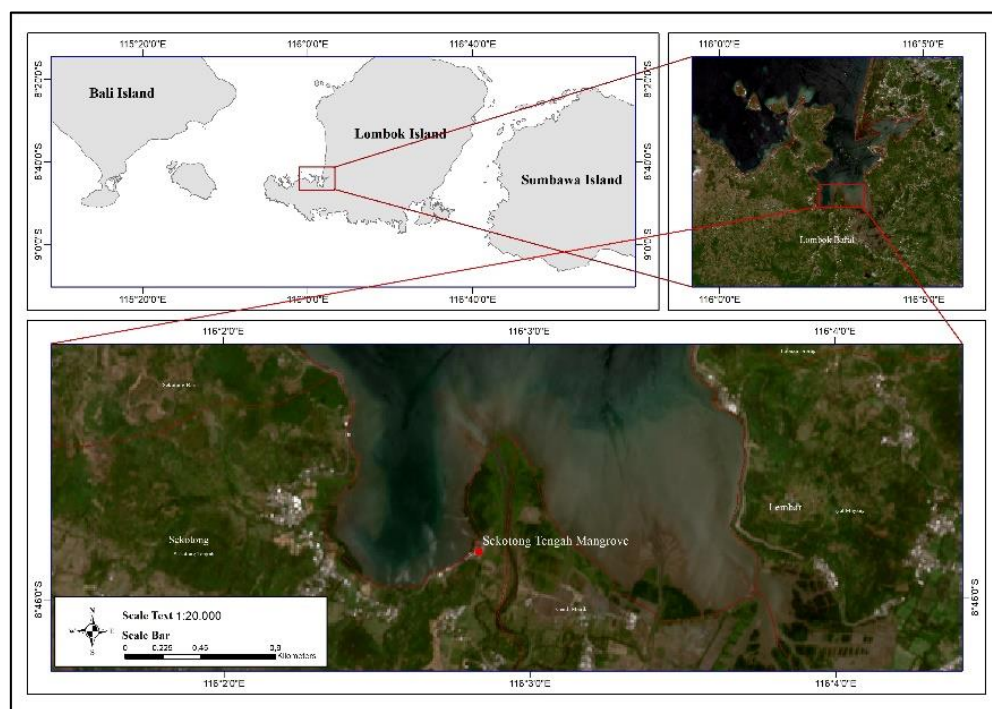 115°20'0"E 116°0'0"E 116°40'0"E
8°20'0"S
8°40'0"S
9°0'0"S
Bali Island
Lombok Island
Sumbawa Island
8°20'0"S
8°40'0"S
9°0'0"S
115°20'0"E 116°0'0"E 116°40'0"E
116°0'0"E 116°5'0"E
Lombok Barat
116°0'0"E 116°5'0"E
116°2'0"E 116°3'0"E 116°4'0"E
Sekotong
Sekotong Tengah
Sekotong Tengah Mangrove
Lembar
8°46'0"S
8°46'0"S
N
W E
S
Scale Text 1:20.000
Scale Bar
0 0,225 0,45 0,9
Kilometers
116°2'0"E 116°3'0"E 116°4'0"E